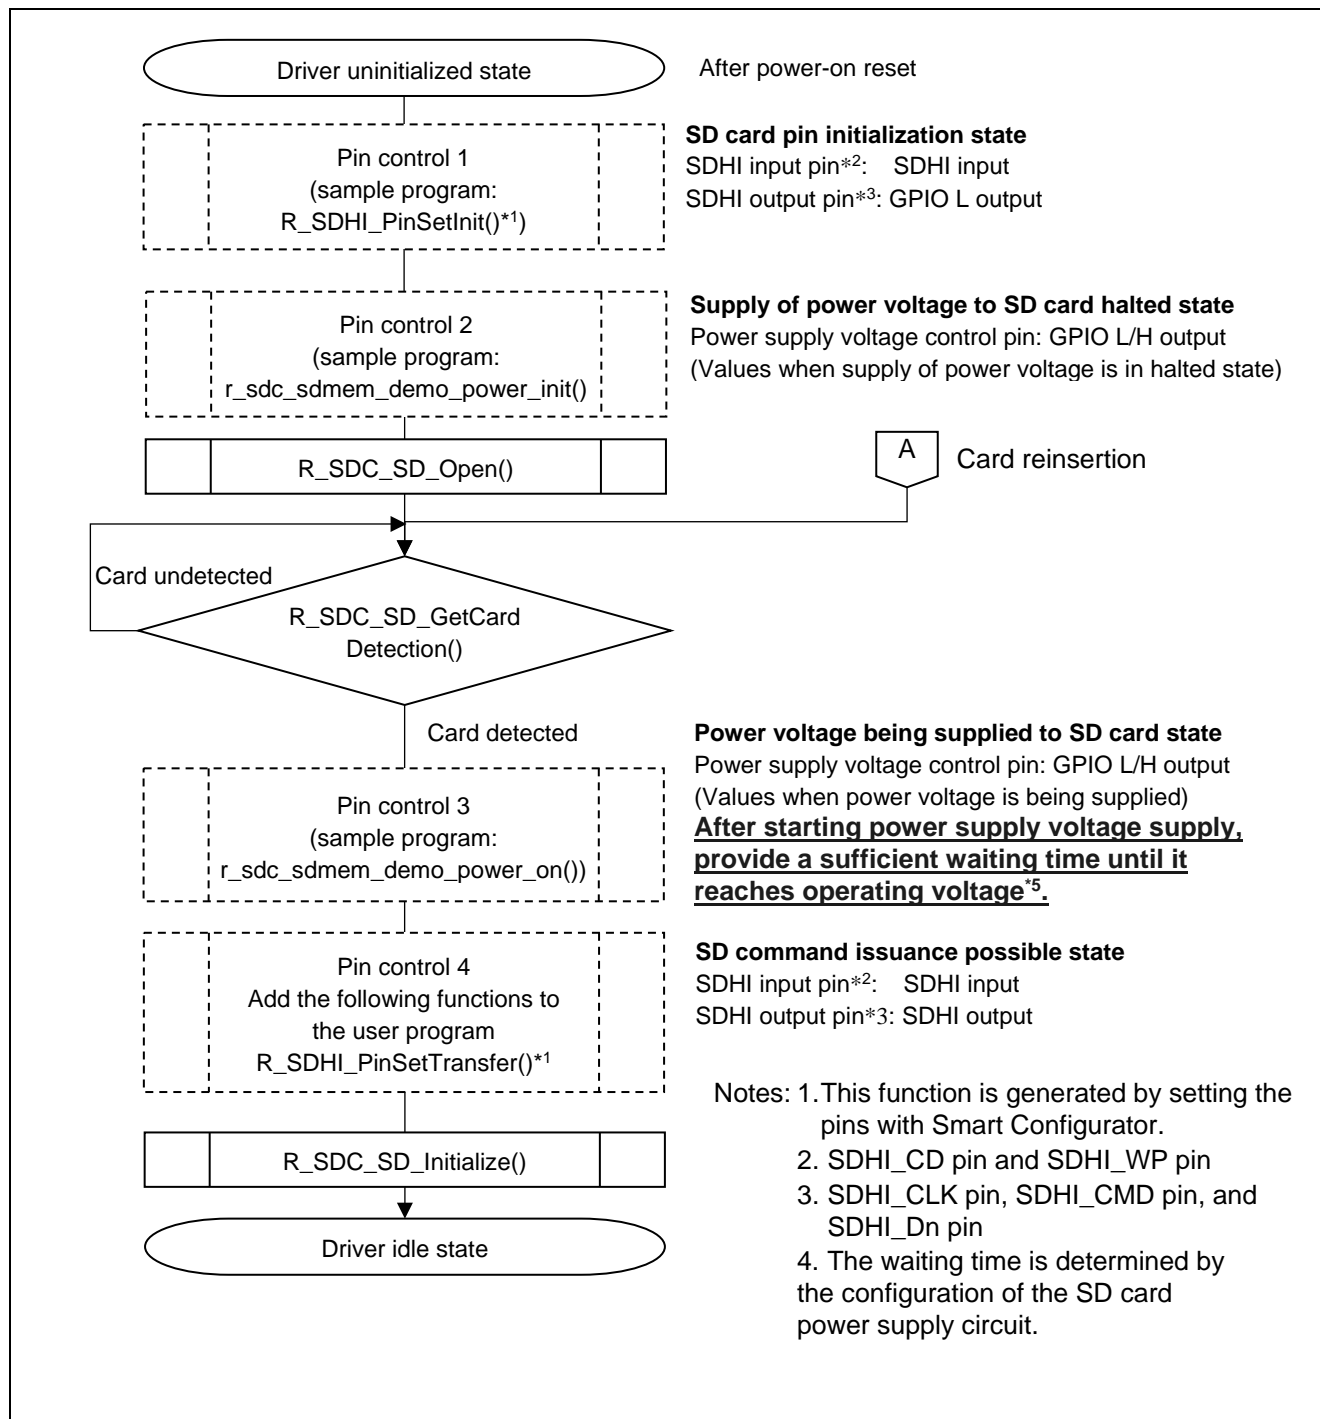 Driver uninitialized state
After power-on reset
Pin control 1
(sample program:
R_SDHI_PinSetInit()*1)
SD card pin initialization state
SDHI input pin*2: SDHI input
SDHI output pin*3: GPIO L output
Pin control 2
(sample program:
r_sdc_sdmem_demo_power_init()
Supply of power voltage to SD card halted state
Power supply voltage control pin: GPIO L/H output
(Values when supply of power voltage is in halted state)
R_SDC_SD_Open()
A
Card reinsertion
Card undetected
R_SDC_SD_GetCard
Detection()
Card detected
Power voltage being supplied to SD card state
Power supply voltage control pin: GPIO L/H output
(Values when power voltage is being supplied)
After starting power supply voltage supply,
provide a sufficient waiting time until it
reaches operating voltage*5.
Pin control 3
(sample program:
r_sdc_sdmem_demo_power_on())
Pin control 4
Add the following functions to
the user program
R_SDHI_PinSetTransfer()*1
SD command issuance possible state
SDHI input pin*2: SDHI input
SDHI output pin*3: SDHI output
R_SDC_SD_Initialize()
Driver idle state
Notes: 1.This function is generated by setting the
pins with Smart Configurator.
2. SDHI_CD pin and SDHI_WP pin
3. SDHI_CLK pin, SDHI_CMD pin, and
SDHI_Dn pin
4. The waiting time is determined by
the configuration of the SD card
power supply circuit.